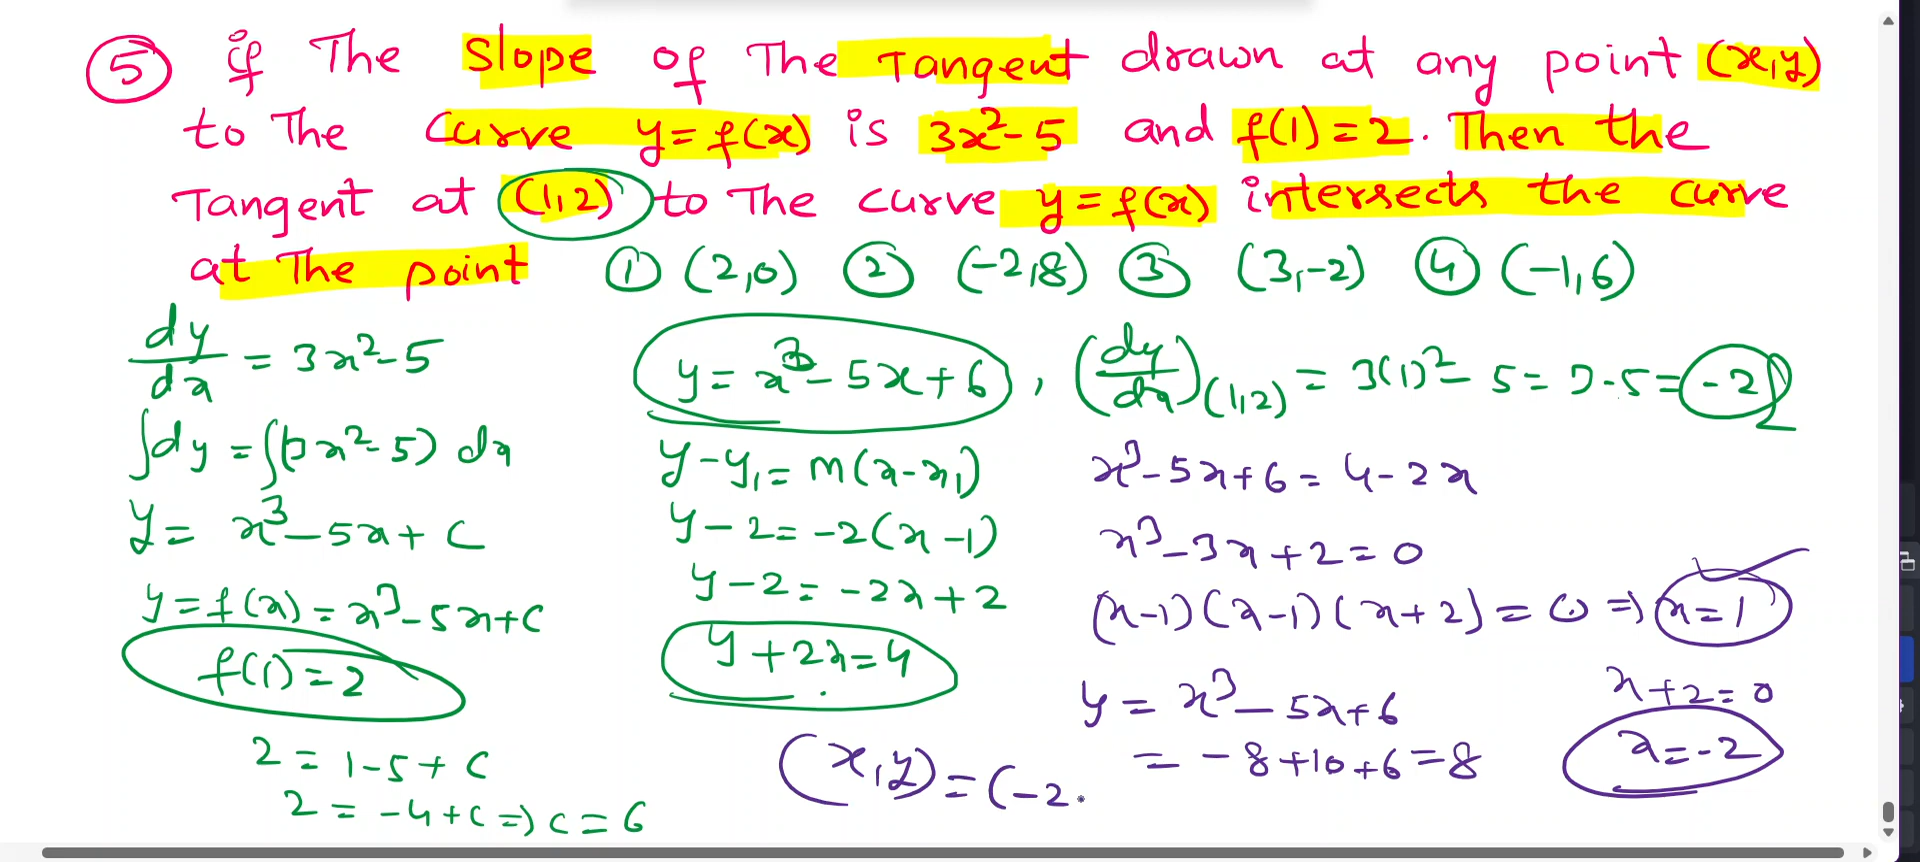 ⑤ if The Slope of The Tangent drawn at any point (x,y)
to The Curve y=f(x) is 3x²-5 and f(1)=2. Then the
Tangent at (1,2) to The curve y=f(x) intersects the curve
at The point ① (2,0) ② (-2,8) ③ (3,-2) ④ (-1,6)
dy/dx = 3x²-5
∫dy = ∫(3x²-5) dx
y = x³-5x+c
y=f(x)=x³-5x+c
f(1)=2
2 = 1-5+c
2 = -4+c ⇒ c=6
y=x³-5x+6, (dy/dx)(1,2) = 3(1)²-5 = 3-5 = -2
y-y₁=m(x-x₁)
y-2=-2(x-1)
y-2=-2x+2
y+2x=4
x³-5x+6=4-2x
x³-3x+2=0
(x-1)(x-1)(x+2)=0 ⇒ x=1
x+2=0
x=-2
y = x³-5x+6
= -8+10+6=8
(x,y)=(-2